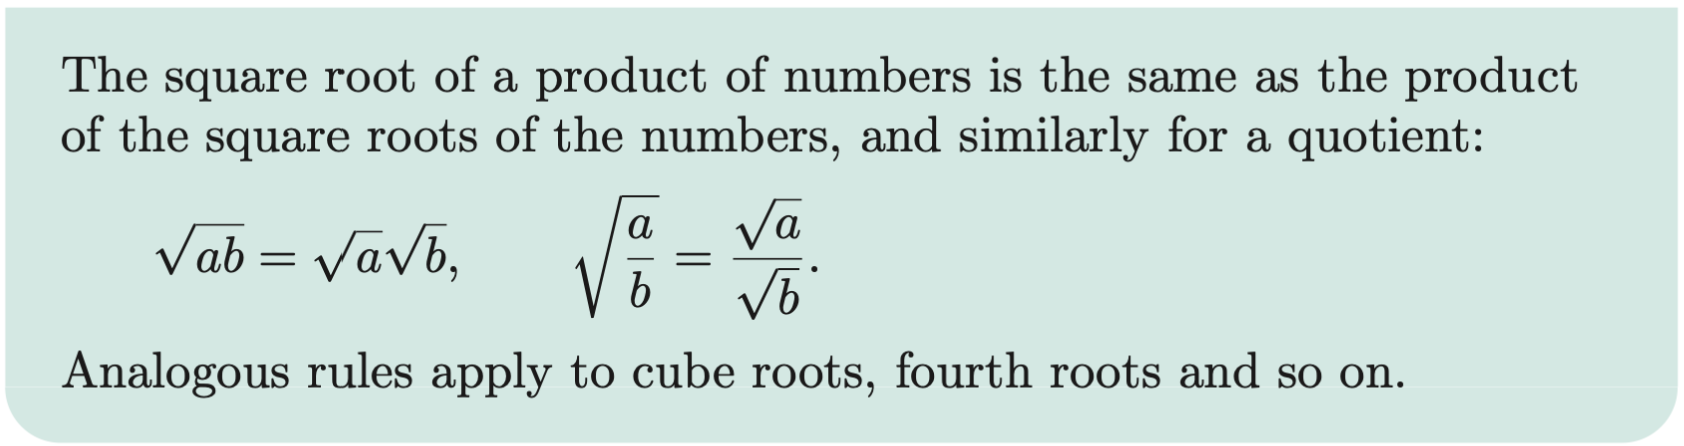 The square root of a product of numbers is the same as the product
of the square roots of the numbers, and similarly for a quotient:
√ab = √a√b, √(a/b) = √a/√b.
Analogous rules apply to cube roots, fourth roots and so on.